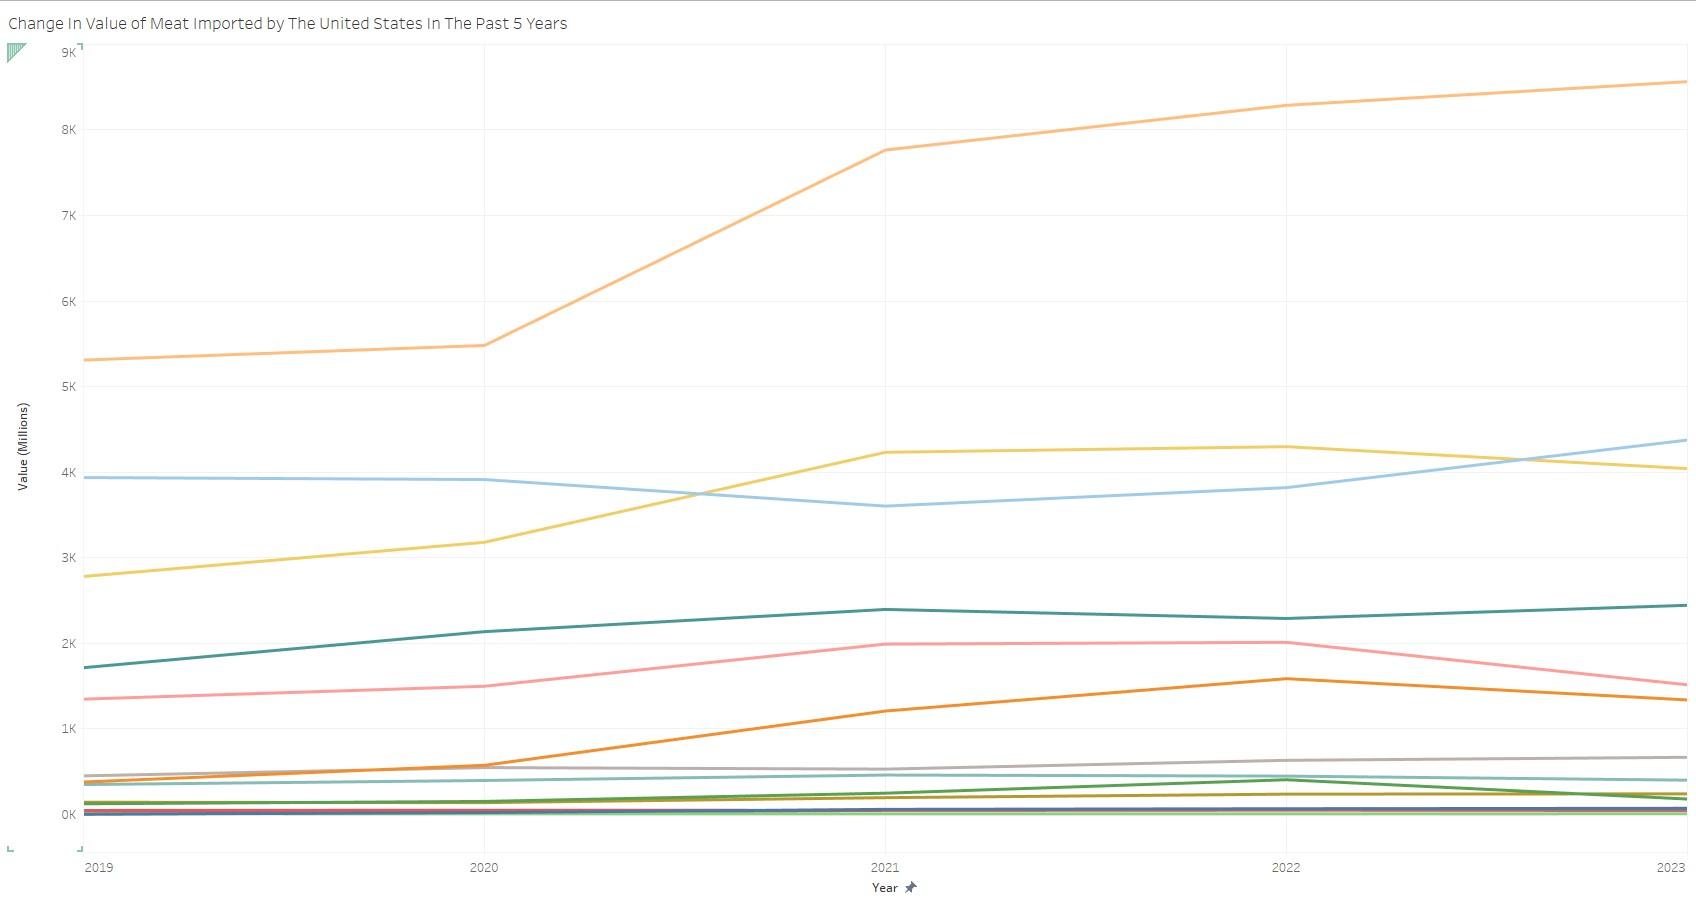 Change In Value of Meat Imported by The United States In The Past 5 Years
9K
8K
7K
6K
5K
4K
3K
2K
1K
0K
Value (Millions)
2019 2020 2021 2022 2023
Year